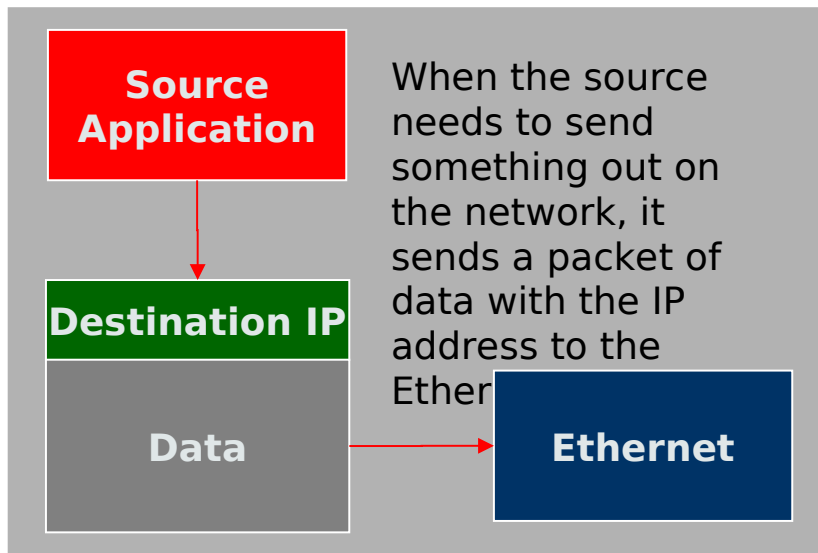 Source
Application
When the source
needs to send
something out on
the network, it
sends a packet of
data with the IP
address to the
Ether
Destination IP
Data
Ethernet